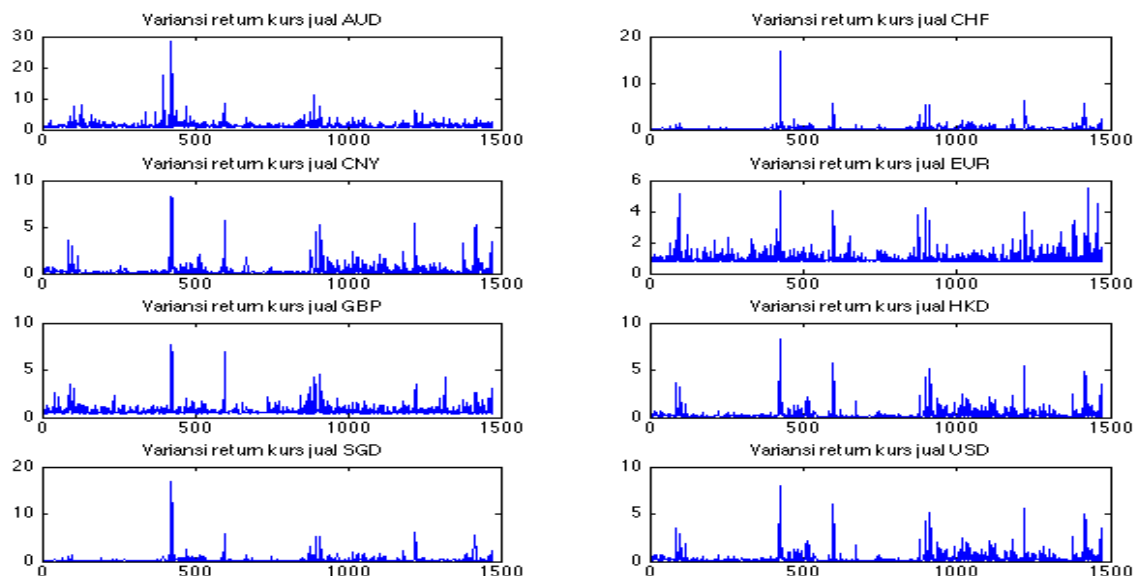 Variansi return kurs jual AUD
30
20
10
0
0 500 1000 1500
Variansi return kurs jual CHF
20
10
0
0 500 1000 1500
Variansi return kurs jual CNY
10
5
0
0 500 1000 1500
Variansi return kurs jual EUR
6
4
2
0
0 500 1000 1500
Variansi return kurs jual GBP
10
5
0
0 500 1000 1500
Variansi return kurs jual HKD
10
5
0
0 500 1000 1500
Variansi return kurs jual SGD
20
10
0
0 500 1000 1500
Variansi return kurs jual USD
10
5
0
0 500 1000 1500